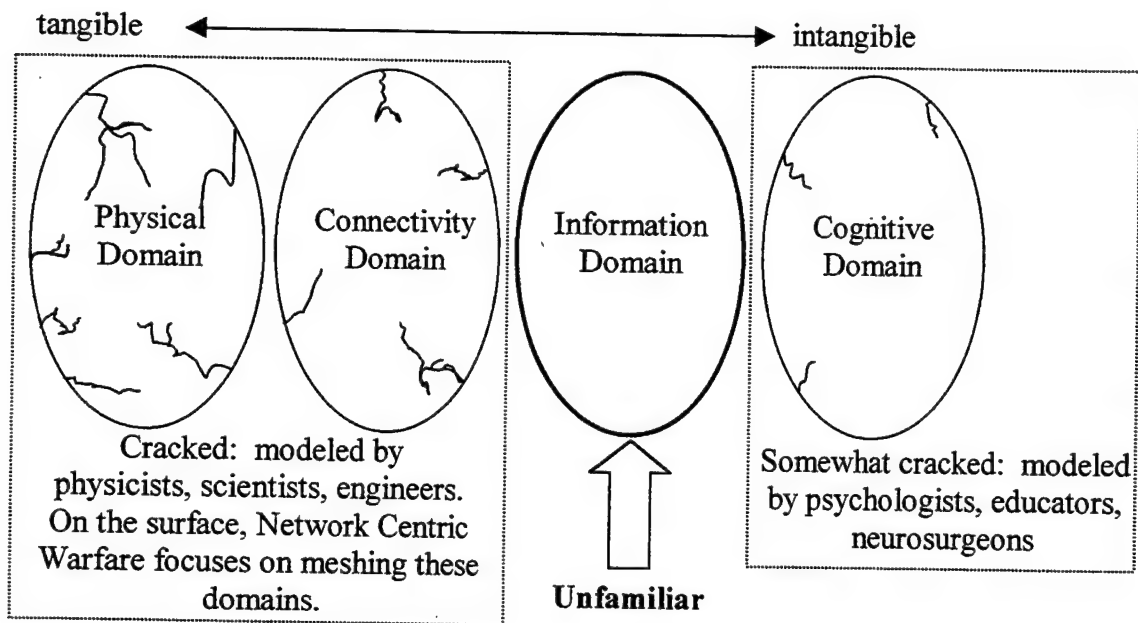 tangible
intangible
Physical
Domain
Connectivity
Domain
Information
Domain
Cognitive
Domain
Cracked: modeled by
physicists, scientists, engineers.
On the surface, Network Centric
Warfare focuses on meshing these
domains.
Unfamiliar
Somewhat cracked: modeled
by psychologists, educators,
neurosurgeons